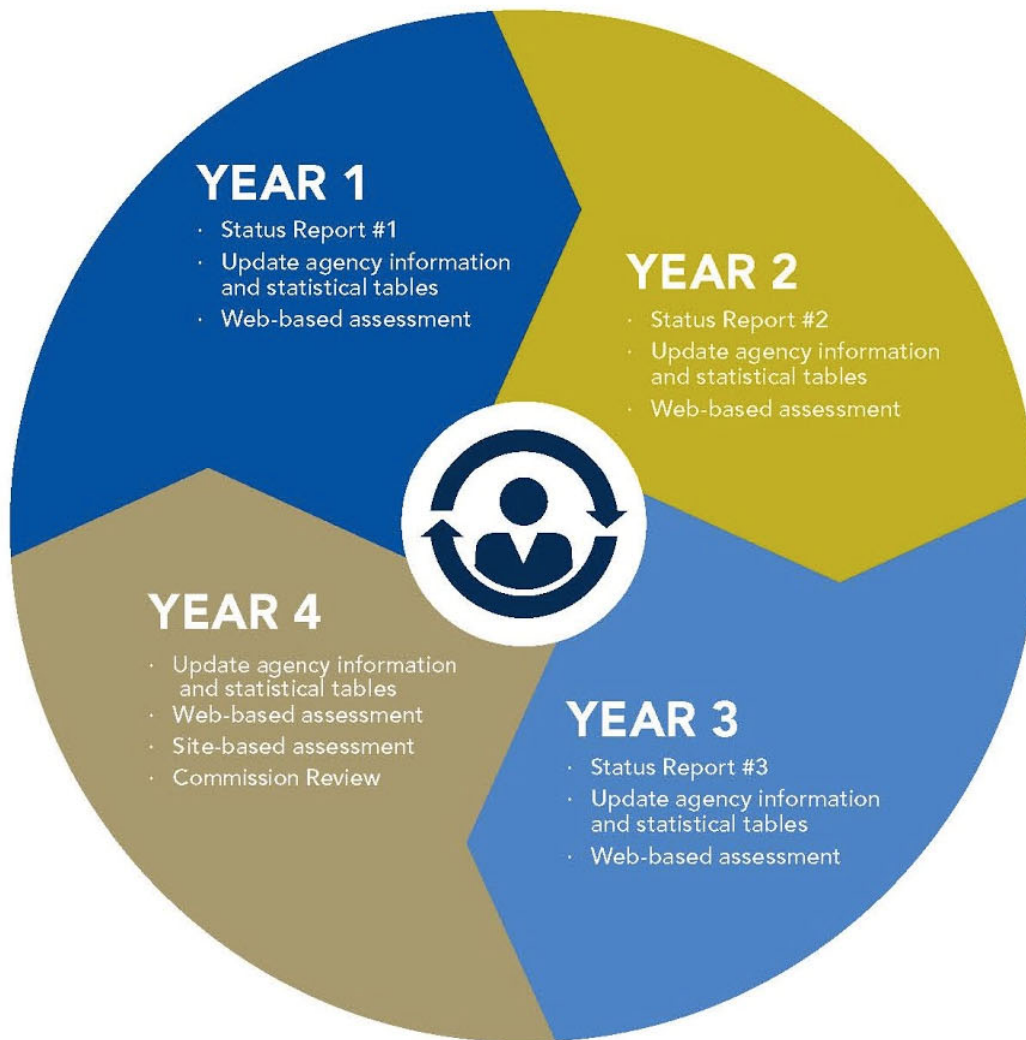 YEAR 1
· Status Report #1
· Update agency information
and statistical tables
· Web-based assessment
YEAR 2
· Status Report #2
· Update agency information
and statistical tables
· Web-based assessment
YEAR 3
· Status Report #3
· Update agency information
and statistical tables
· Web-based assessment
YEAR 4
· Update agency information
and statistical tables
· Web-based assessment
· Site-based assessment
· Commission Review